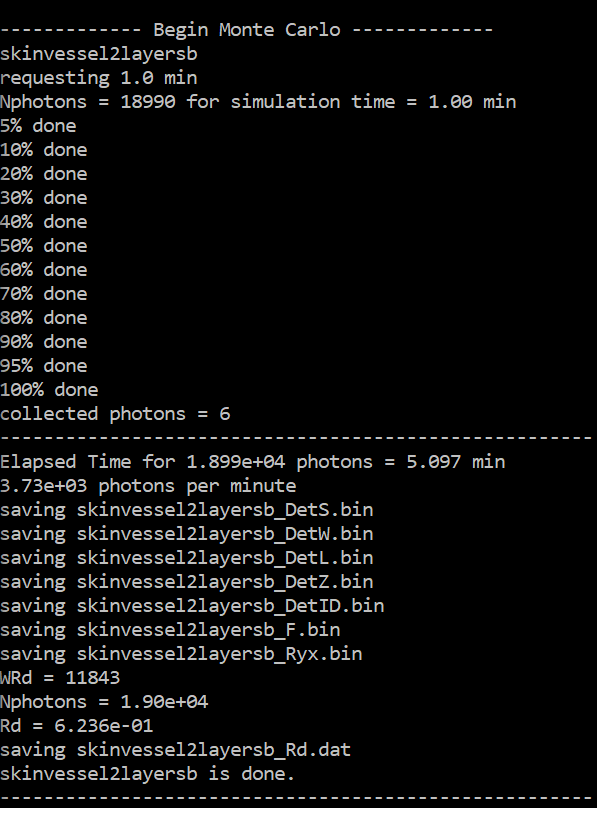 ------------- Begin Monte Carlo -------------
skinvessel2layersb
requesting 1.0 min
Nphotons = 18990 for simulation time = 1.00 min
5% done
10% done
20% done
30% done
40% done
50% done
60% done
70% done
80% done
90% done
95% done
100% done
collected photons = 6
------------------------------------------------------
Elapsed Time for 1.899e+04 photons = 5.097 min
3.73e+03 photons per minute
saving skinvessel2layersb_DetS.bin
saving skinvessel2layersb_DetW.bin
saving skinvessel2layersb_DetL.bin
saving skinvessel2layersb_DetZ.bin
saving skinvessel2layersb_DetID.bin
saving skinvessel2layersb_F.bin
saving skinvessel2layersb_Ryx.bin
WRd = 11843
Nphotons = 1.90e+04
Rd = 6.236e-01
saving skinvessel2layersb_Rd.dat
skinvessel2layersb is done.
------------------------------------------------------